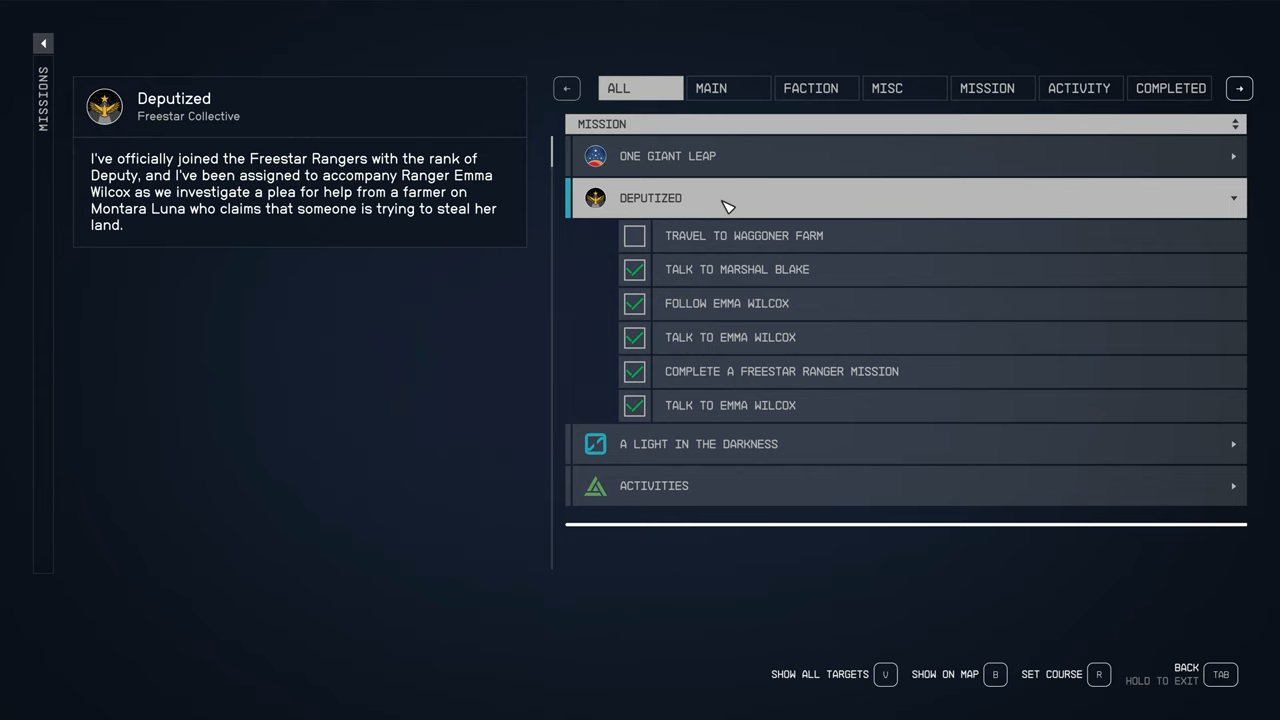 MISSIONS
Deputized
Freestar Collective
I've officially joined the Freestar Rangers with the rank of
Deputy, and I've been assigned to accompany Ranger Emma
Wilcox as we investigate a plea for help from a farmer on
Montara Luna who claims that someone is trying to steal her
land.
ALL
MAIN
FACTION
MISC
MISSION
ACTIVITY
COMPLETED
MISSION
ONE GIANT LEAP
DEPUTIZED
TRAVEL TO WAGGONER FARM
TALK TO MARSHAL BLAKE
FOLLOW EMMA WILCOX
TALK TO EMMA WILCOX
COMPLETE A FREESTAR RANGER MISSION
TALK TO EMMA WILCOX
A LIGHT IN THE DARKNESS
ACTIVITIES
SHOW ALL TARGETS V
SHOW ON MAP B
SET COURSE R
BACK
HOLD TO EXIT
TAB